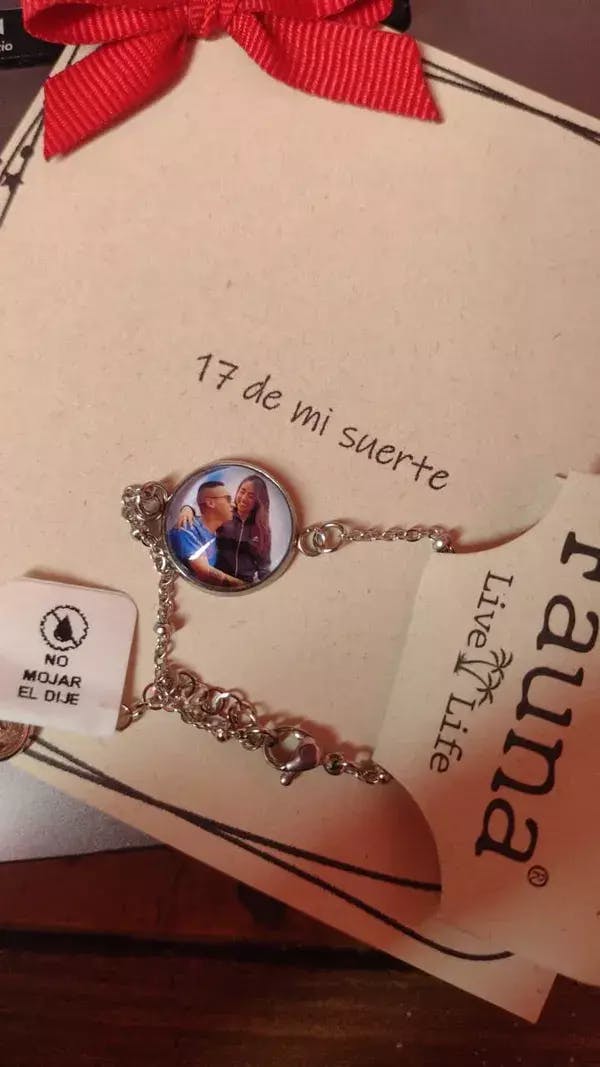 17 de mi suerte
NO
MOJAR
EL DIJE
Fauna®
Live Life